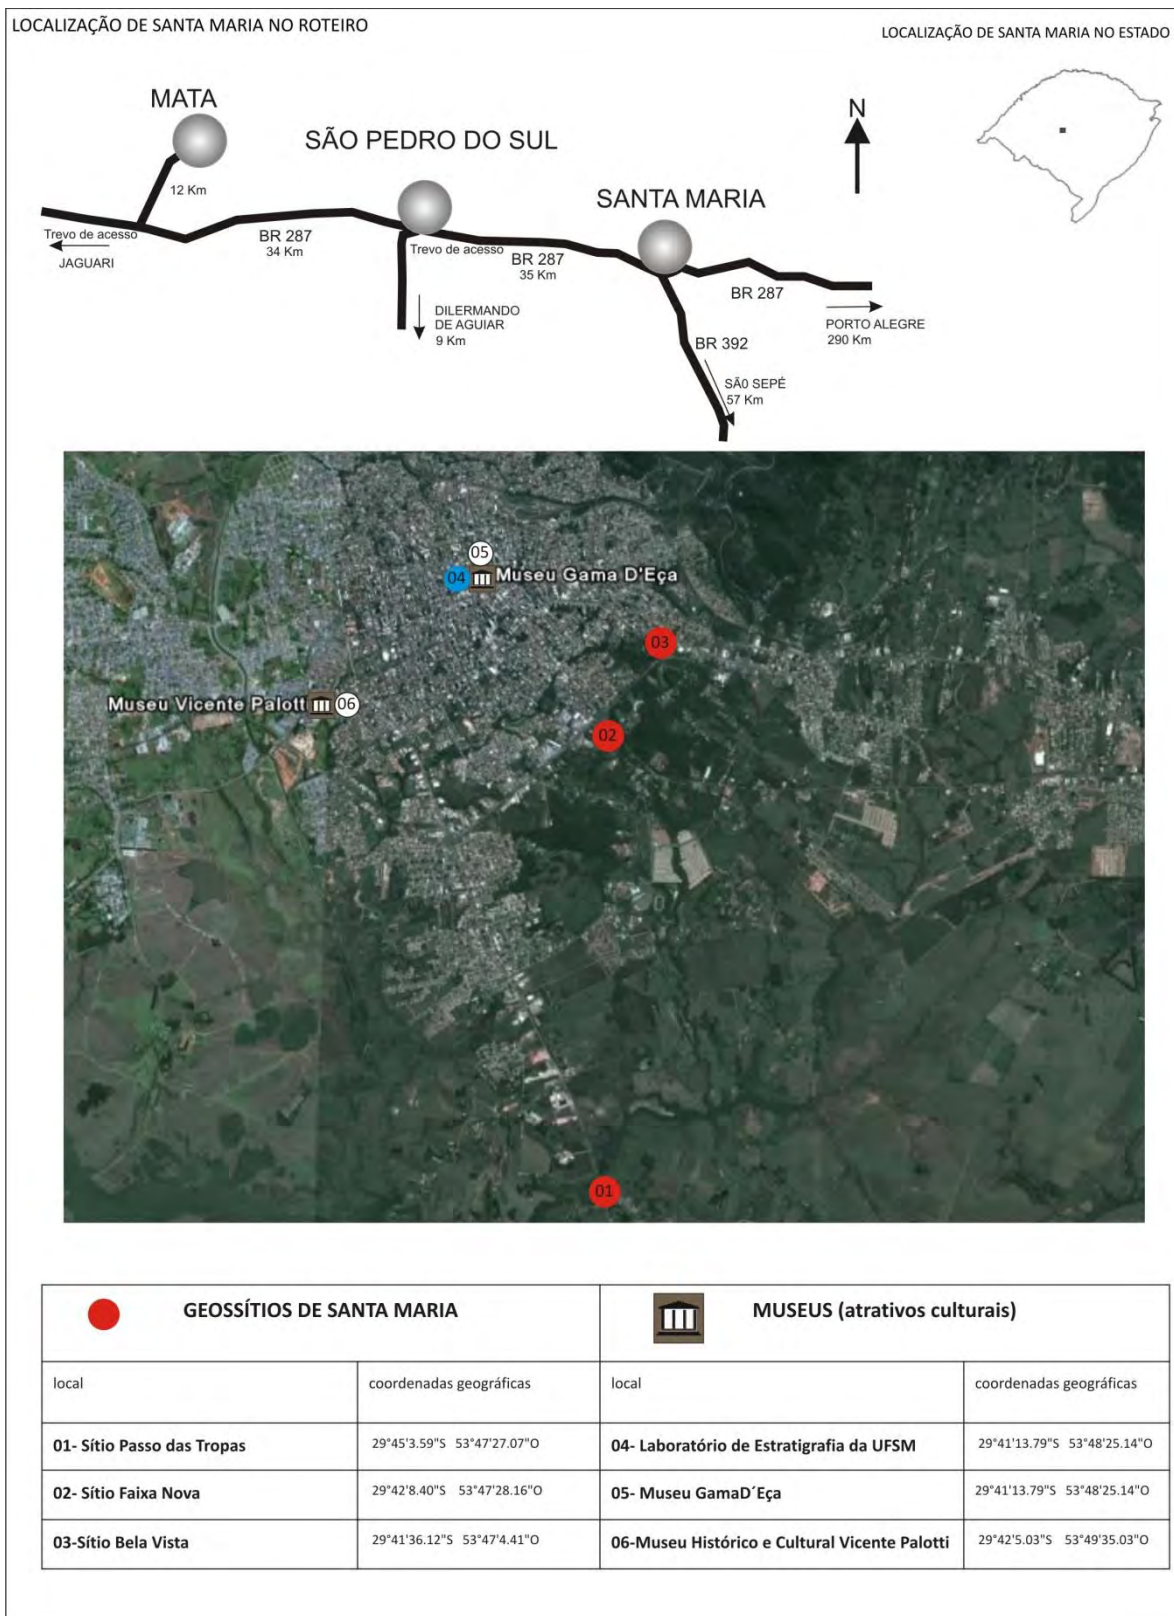 LOCALIZAÇÃO DE SANTA MARIA NO ROTEIRO
LOCALIZAÇÃO DE SANTA MARIA NO ESTADO
MATA
12 Km
Trevo de acesso
JAGUARI
BR 287
34 Km
SÃO PEDRO DO SUL
Trevo de acesso
DILERMANDO
DE AGUIAR
9 Km
BR 287
35 Km
SANTA MARIA
N
BR 287
PORTO ALEGRE
290 Km
BR 392
SÃ0 SEPÉ
57 Km
05
04 Museu Gama D'Eça
03
Museu Vicente Palotti 06
02
01
GEOSSÍTIOS DE SANTA MARIA
MUSEUS (atrativos culturais)
local coordenadas geográficas local coordenadas geográficas
01- Sítio Passo das Tropas 29°45'3.59"S 53°47'27.07"O 04- Laboratório de Estratigrafia da UFSM 29°41'13.79"S 53°48'25.14"O
02- Sítio Faixa Nova 29°42'8.40"S 53°47'28.16"O 05- Museu GamaD´Eça 29°41'13.79"S 53°48'25.14"O
03-Sítio Bela Vista 29°41'36.12"S 53°47'4.41"O 06-Museu Histórico e Cultural Vicente Palotti 29°42'5.03"S 53°49'35.03"O